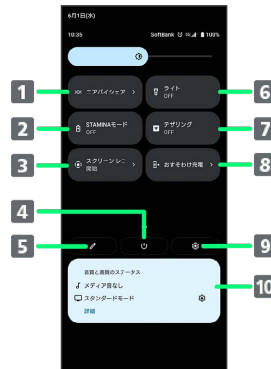 6月1日(水)
10:35 SoftBank 5G 100%
1 ニアバイシェア 6 ライト
OFF
2 STAMINAモード
OFF 7 テザリング
OFF
3 スクリーン レコ
開始 8 おすそわけ充電
4
5 9
音質と画質のステータス
メディア音なし
スタンダードモード 10
詳細